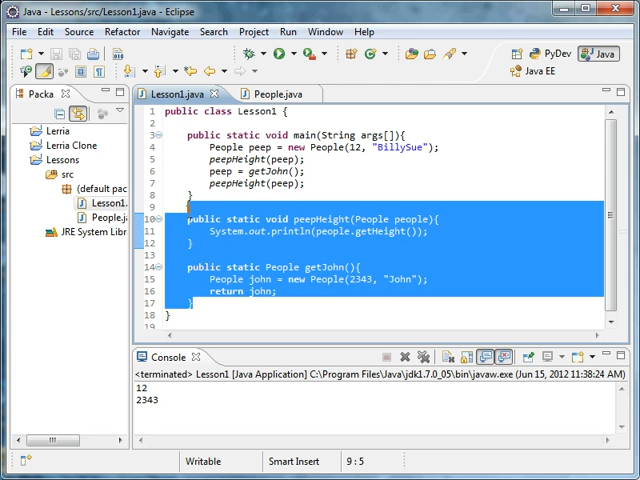 Java - Lessons/src/Lesson1.java - Eclipse
File Edit Source Refactor Navigate Search Project Run Window Help
PyDev Java
Java EE
Packa
Lerria
Lerria Clone
Lessons
src
(default pac
Lesson1.
People.ja
JRE System Libr
Lesson1.java People.java
1 public class Lesson1 {
2
3 public static void main(String args[]){
4 People peep = new People(12, "BillySue");
5 peepHeight(peep);
6 peep = getJohn();
7 peepHeight(peep);
8 }
9
10 public static void peepHeight(People people){
11 System.out.println(people.getHeight());
12 }
13
14 public static People getJohn(){
15 People john = new People(2343, "John");
16 return john;
17 }
18 }
19
Console
<terminated> Lesson1 [Java Application] C:\Program Files\Java\jdk1.7.0_05\bin\javaw.exe (Jun 15, 2012 11:38:24 AM)
12
2343
Writable Smart Insert 9 : 5